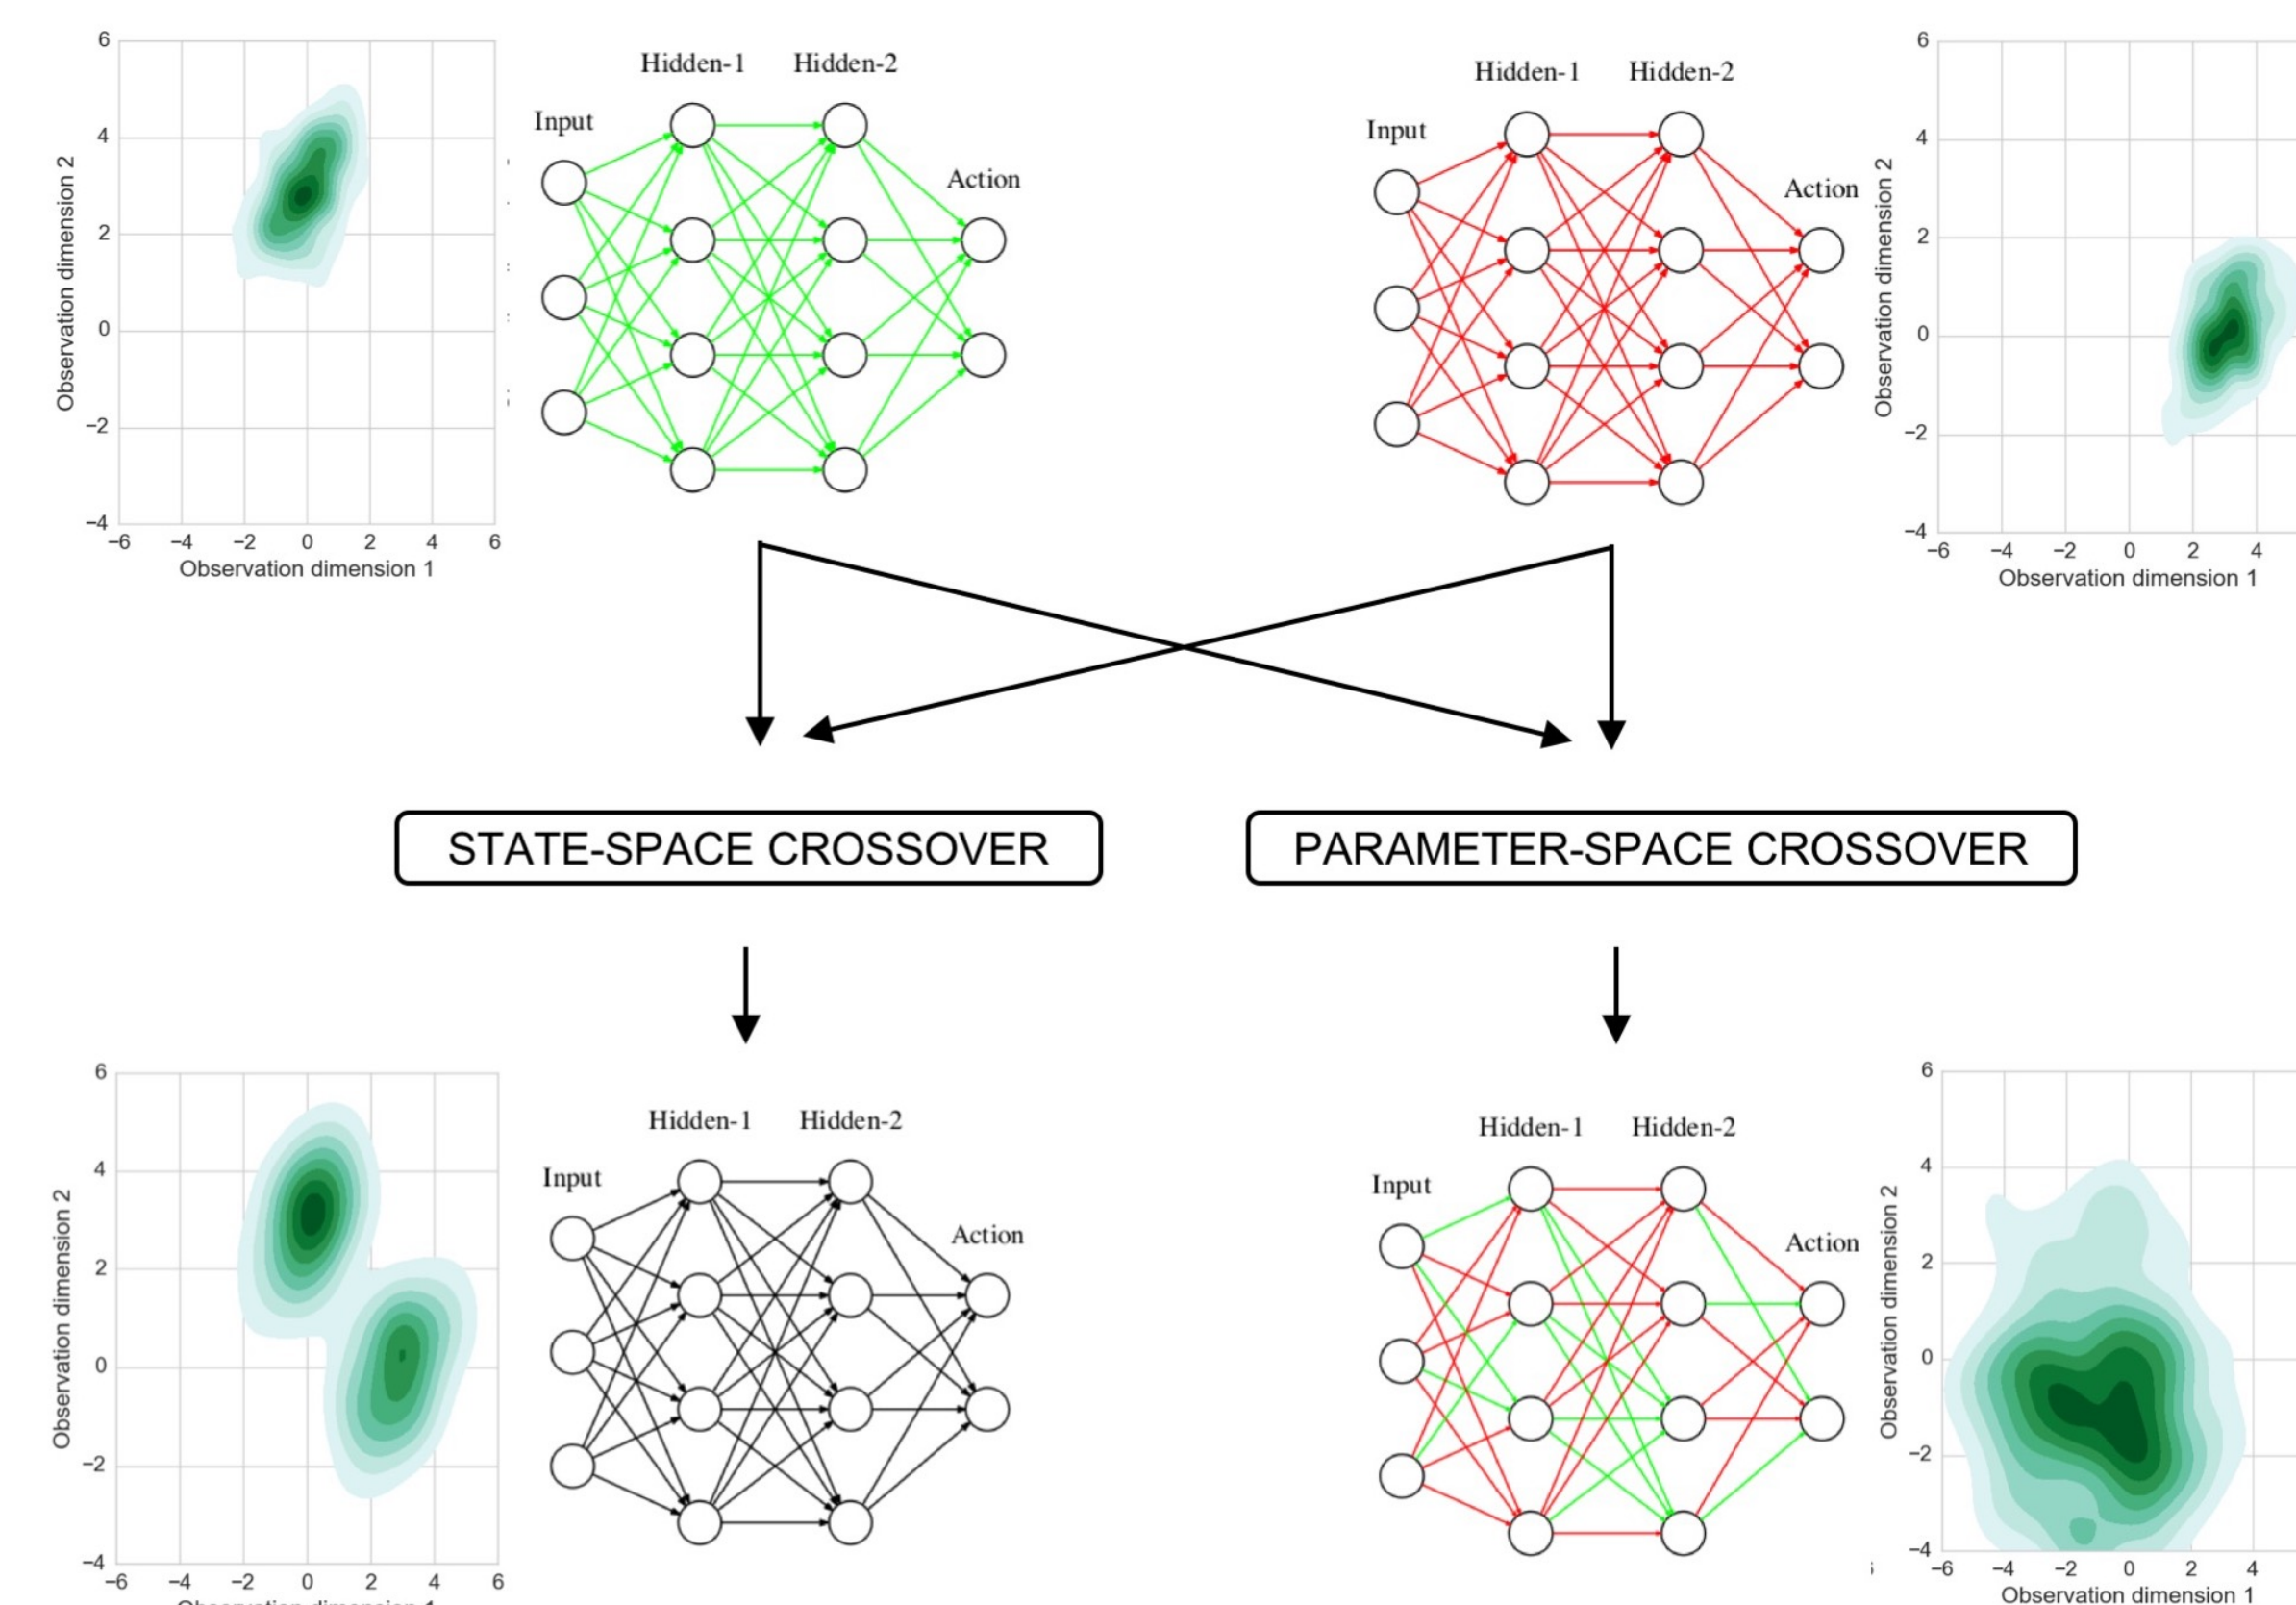 Hidden-1 Hidden-2
Input
Action
6
4
2
0
−2
−4
−6 −4 −2 0 2 4 6
Observation dimension 1
Observation dimension 2
Hidden-1 Hidden-2
Input
Action
6
4
2
0
−2
−4
−6 −4 −2 0 2 4
Observation dimension 1
Observation dimension 2
STATE-SPACE CROSSOVER
PARAMETER-SPACE CROSSOVER
Hidden-1 Hidden-2
Input
Action
6
4
2
0
−2
−4
−6 −4 −2 0 2 4 6
Observation dimension 1
Observation dimension 2
Hidden-1 Hidden-2
Input
Action
6
4
2
0
−2
−4
−6 −4 −2 0 2 4
Observation dimension 1
Observation dimension 2